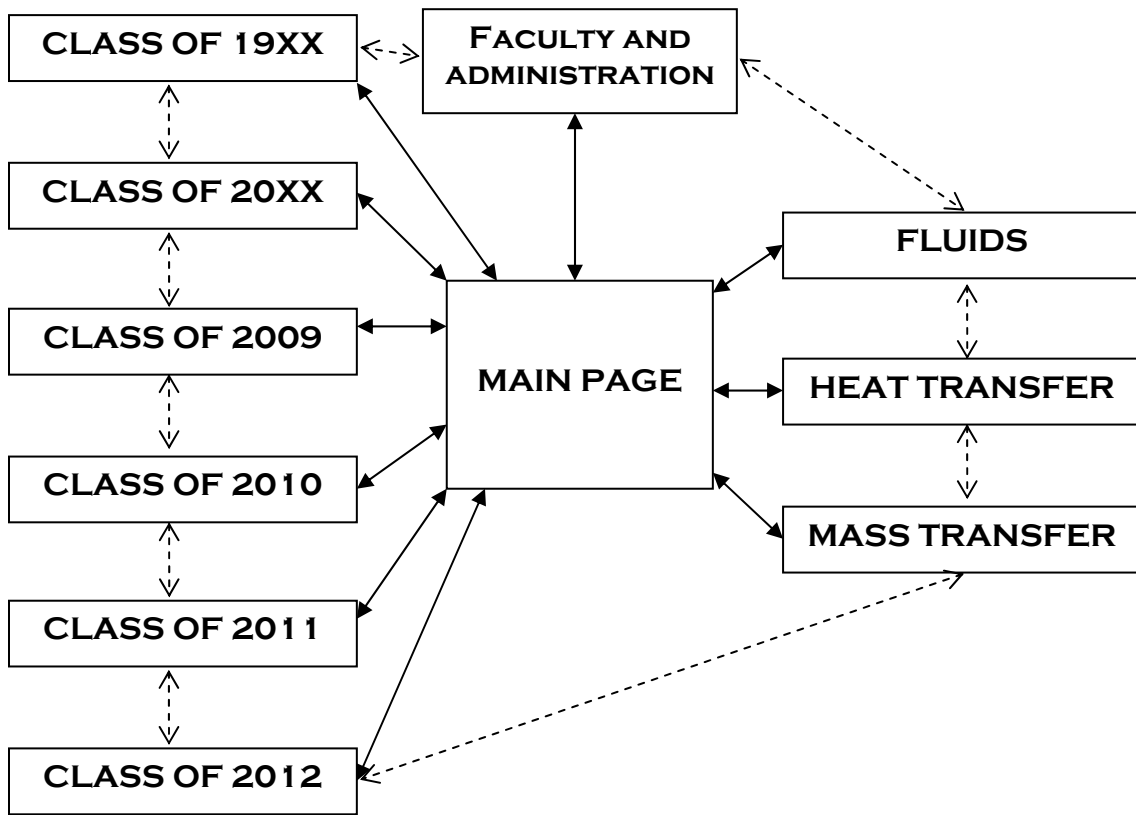 CLASS OF 19XX
FACULTY AND
ADMINISTRATION
CLASS OF 20XX
FLUIDS
CLASS OF 2009
MAIN PAGE
HEAT TRANSFER
CLASS OF 2010
MASS TRANSFER
CLASS OF 2011
CLASS OF 2012